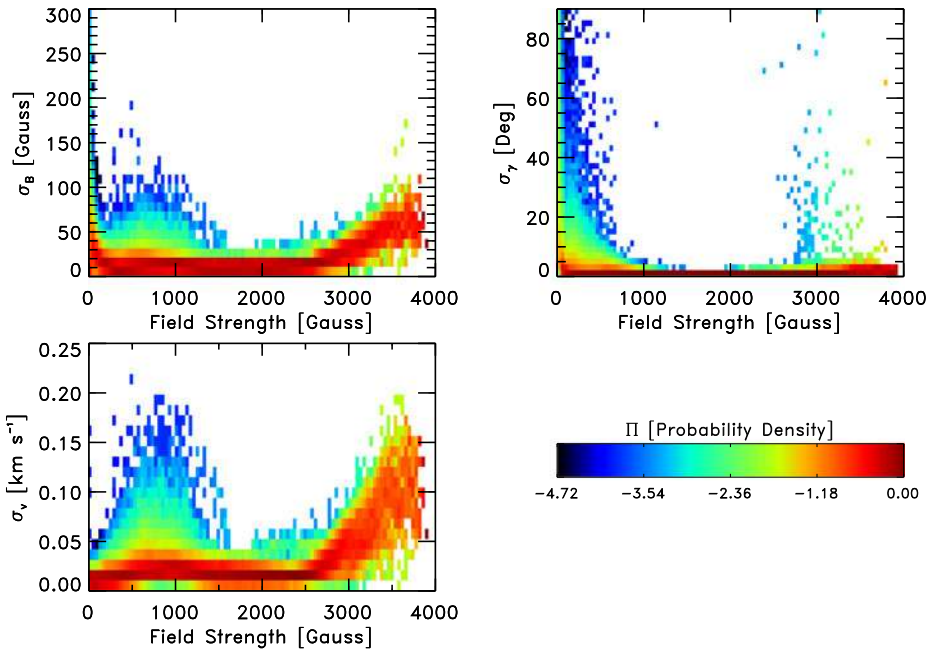 300
250
200
150
100
50
0
σB [Gauss]
0 1000 2000 3000 4000
Field Strength [Gauss]
80
60
40
20
0
σγ [Deg]
0 1000 2000 3000 4000
Field Strength [Gauss]
0.25
0.20
0.15
0.10
0.05
0.00
σv [km s⁻¹]
0 1000 2000 3000 4000
Field Strength [Gauss]
Π [Probability Density]
−4.72 −3.54 −2.36 −1.18 0.00